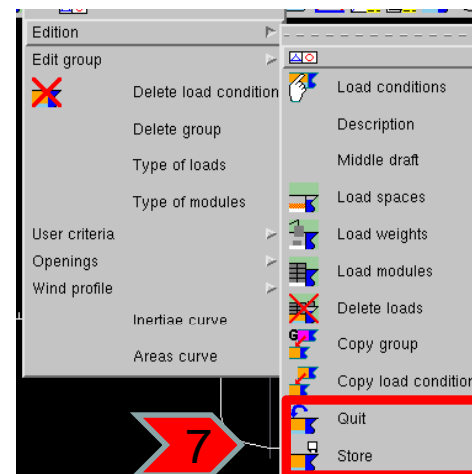 Edition
Edit group
Delete load condition
Delete group
Type of loads
Type of modules
User criteria
Openings
Wind profile
Inertiae curve
Areas curve
Load conditions
Description
Middle draft
Load spaces
Load weights
Load modules
Delete loads
Copy group
Copy load condition
Quit
Store
7